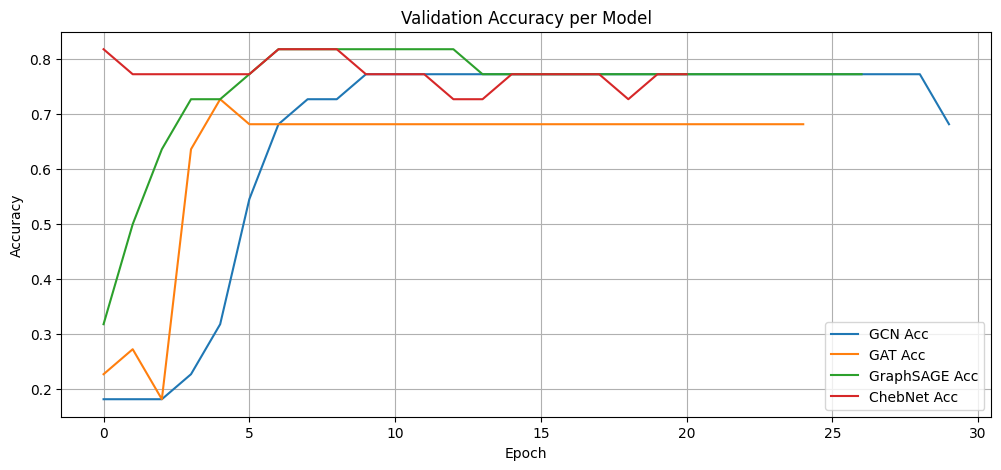 Validation Accuracy per Model
Accuracy
0.8
0.7
0.6
0.5
0.4
0.3
0.2
0 5 10 15 20 25 30
Epoch
GCN Acc
GAT Acc
GraphSAGE Acc
ChebNet Acc